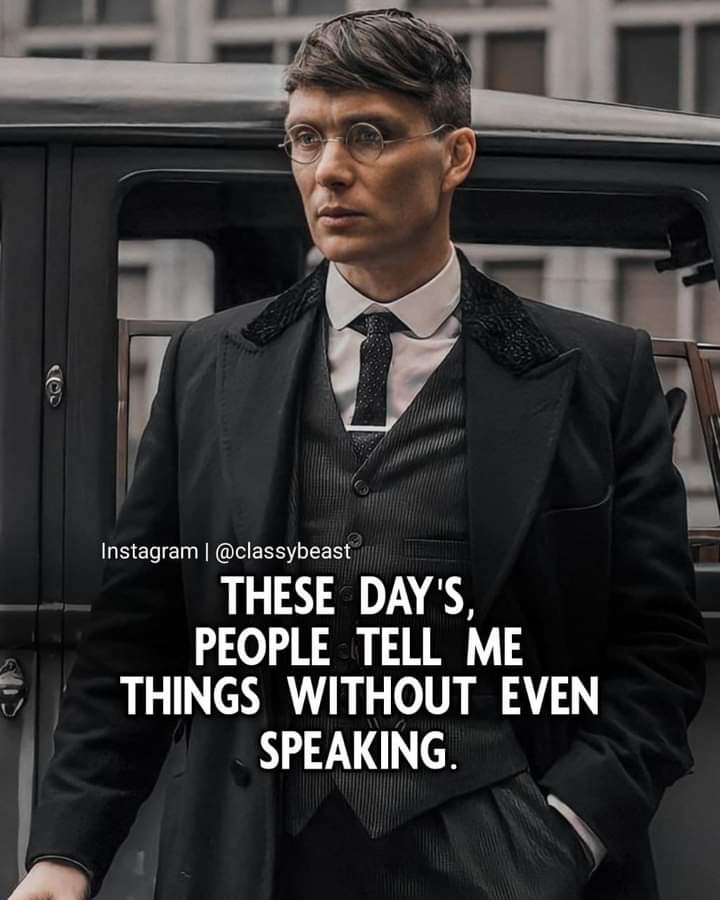 Instagram | @classybeast
THESE DAY'S,
PEOPLE TELL ME
THINGS WITHOUT EVEN
SPEAKING.